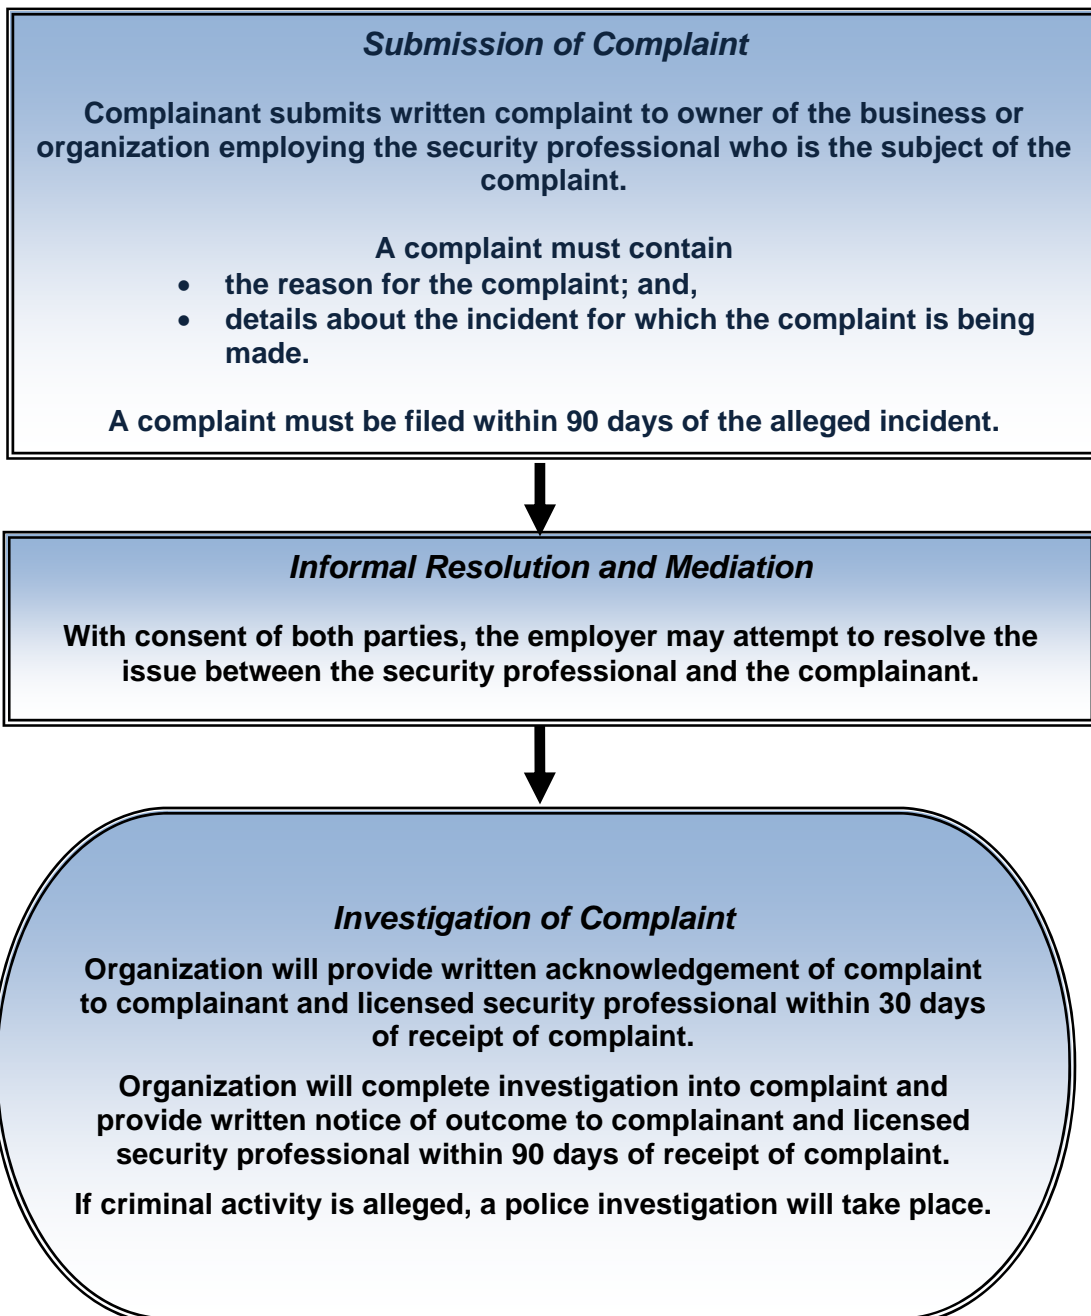 Submission of Complaint
Complainant submits written complaint to owner of the business or
organization employing the security professional who is the subject of the
complaint.
A complaint must contain
• the reason for the complaint; and,
• details about the incident for which the complaint is being
made.
A complaint must be filed within 90 days of the alleged incident.
Informal Resolution and Mediation
With consent of both parties, the employer may attempt to resolve the
issue between the security professional and the complainant.
Investigation of Complaint
Organization will provide written acknowledgement of complaint
to complainant and licensed security professional within 30 days
of receipt of complaint.
Organization will complete investigation into complaint and
provide written notice of outcome to complainant and licensed
security professional within 90 days of receipt of complaint.
If criminal activity is alleged, a police investigation will take place.